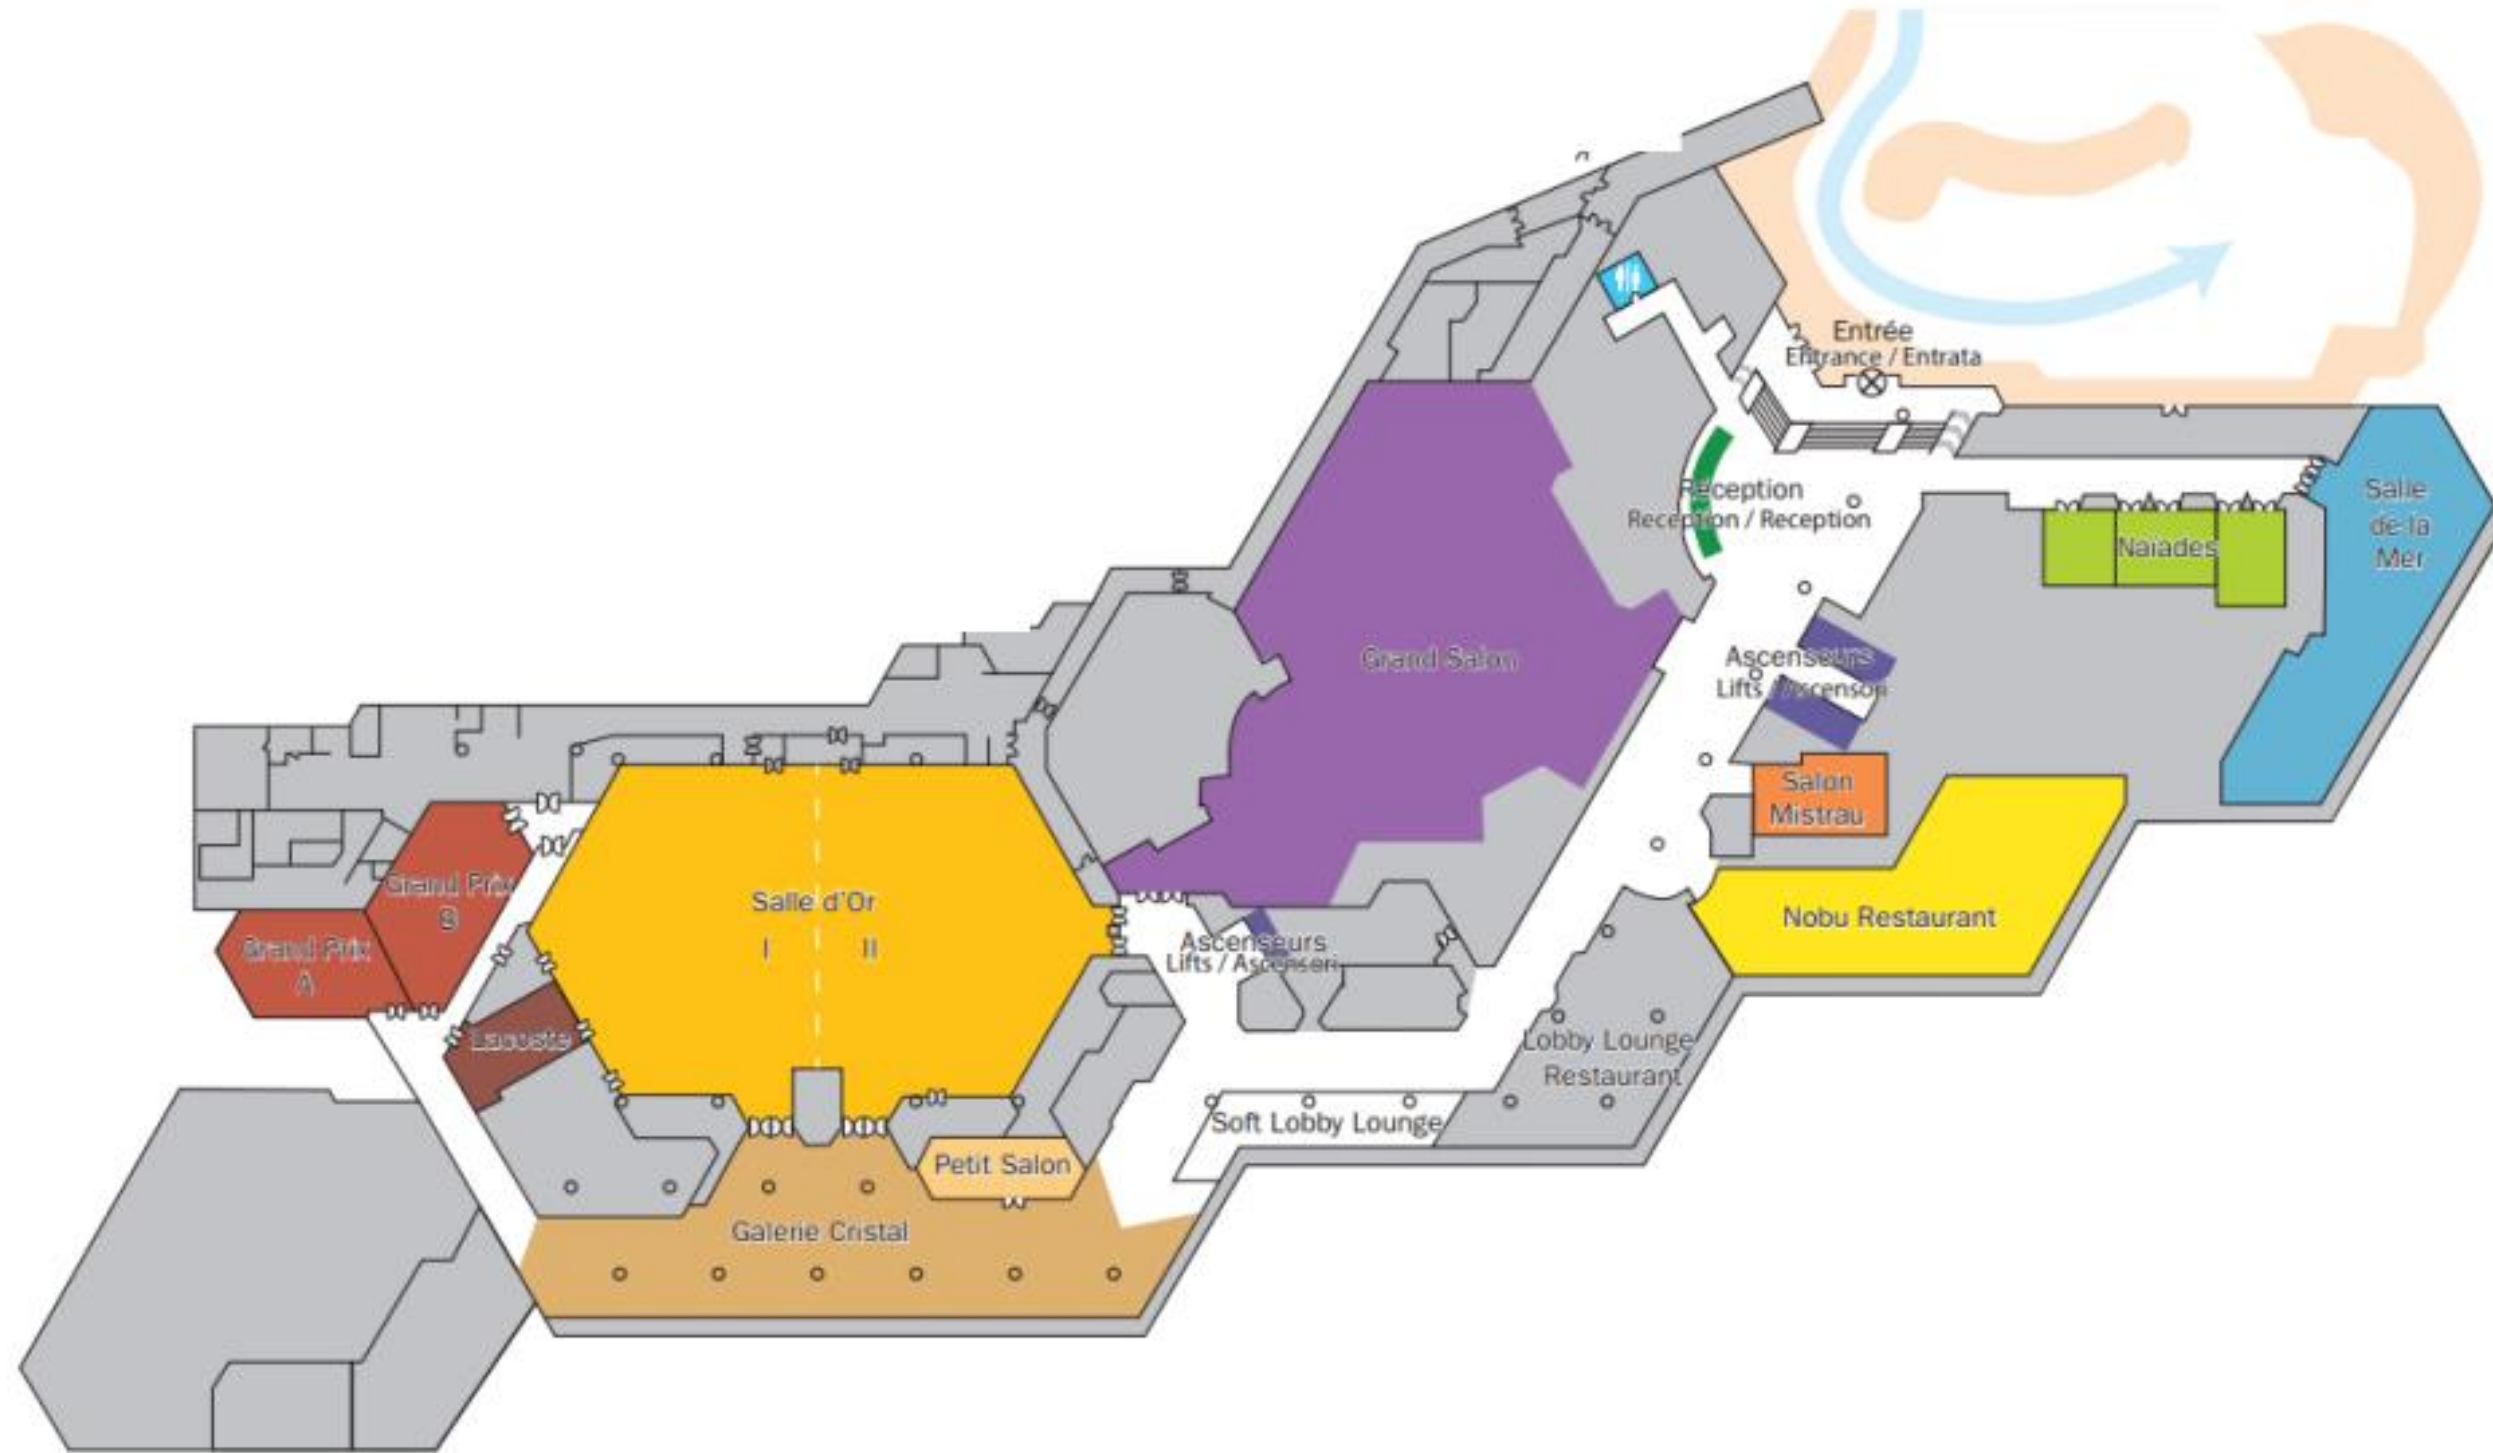 Entrée
Entrance / Entrata
Réception
Reception / Reception
Salle
de la
Mer
Naiades
Grand Salon
Ascenseurs
Lifts / Ascensori
Salon
Mistrau
Nobu Restaurant
Grand Prix
B
Grand Prix
A
Salle d'Or
I II
Ascenseurs
Lifts / Ascensori
Lacoste
Lobby Lounge
Restaurant
Soft Lobby Lounge
Petit Salon
Galerie Cristal